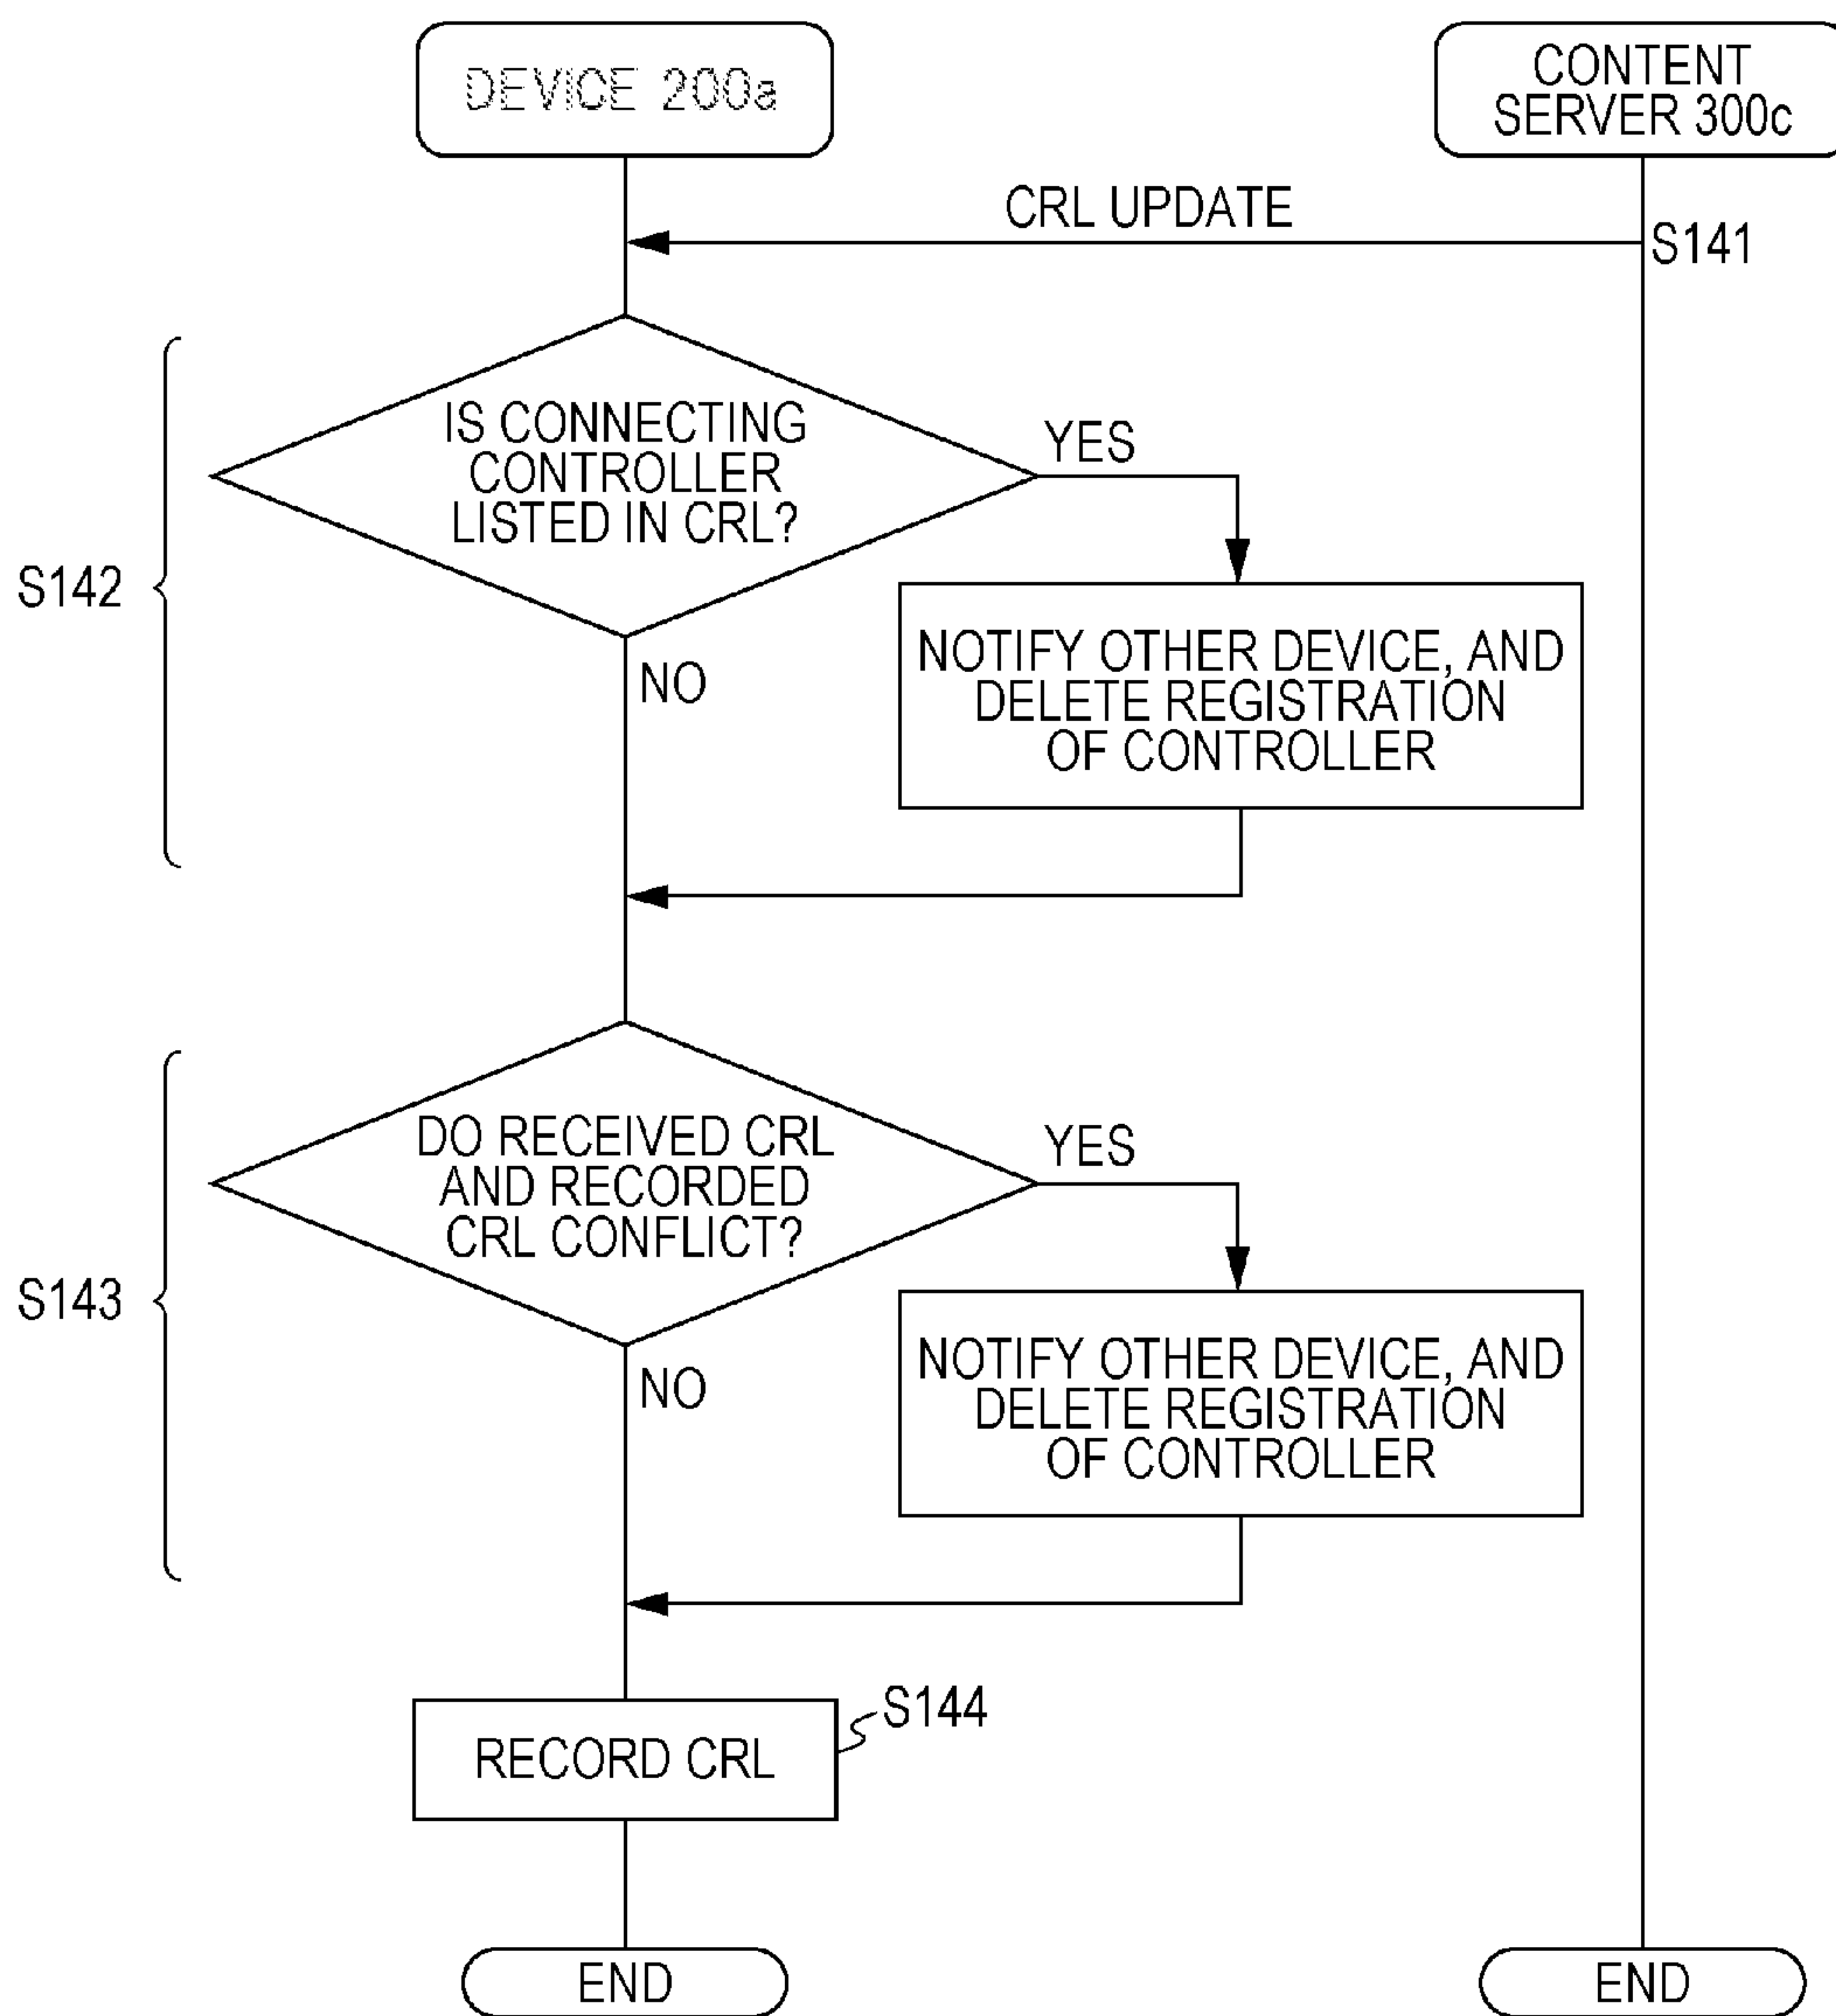 DEVICE 200a
CONTENT
SERVER 300c
CRL UPDATE
S141
IS CONNECTING
CONTROLLER
LISTED IN CRL?
YES
S142
NO
NOTIFY OTHER DEVICE, AND
DELETE REGISTRATION
OF CONTROLLER
DO RECEIVED CRL
AND RECORDED
CRL CONFLICT?
YES
S143
NO
NOTIFY OTHER DEVICE, AND
DELETE REGISTRATION
OF CONTROLLER
S144
RECORD CRL
END
END